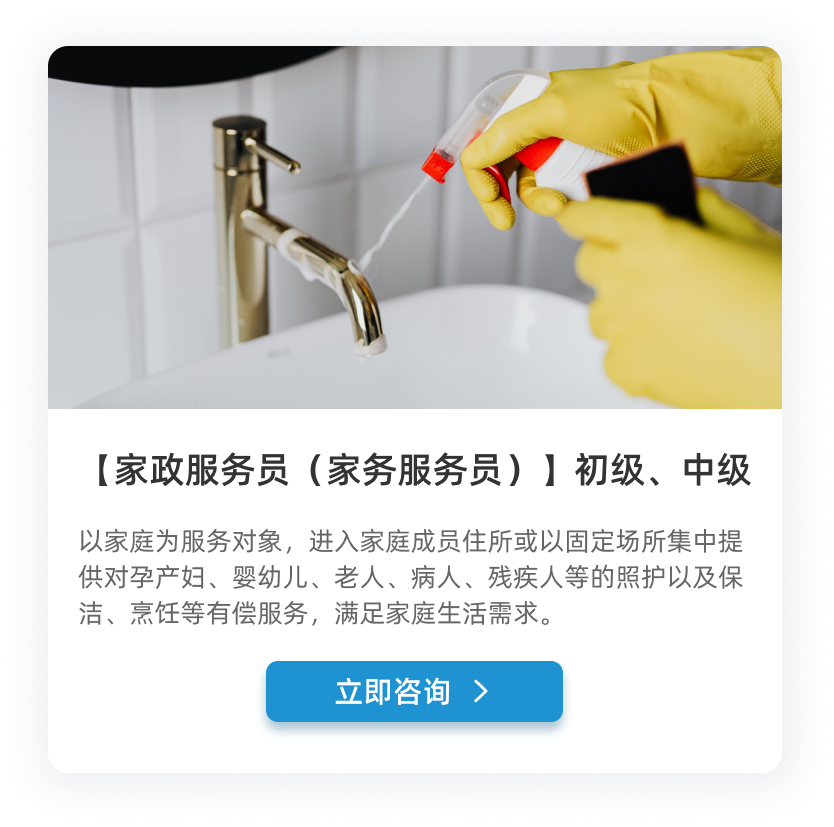 【家政服务员（家务服务员）】初级、中级
以家庭为服务对象，进入家庭成员住所或以固定场所集中提
供对孕产妇、婴幼儿、老人、病人、残疾人等的照护以及保
洁、烹饪等有偿服务，满足家庭生活需求。
立即咨询 >